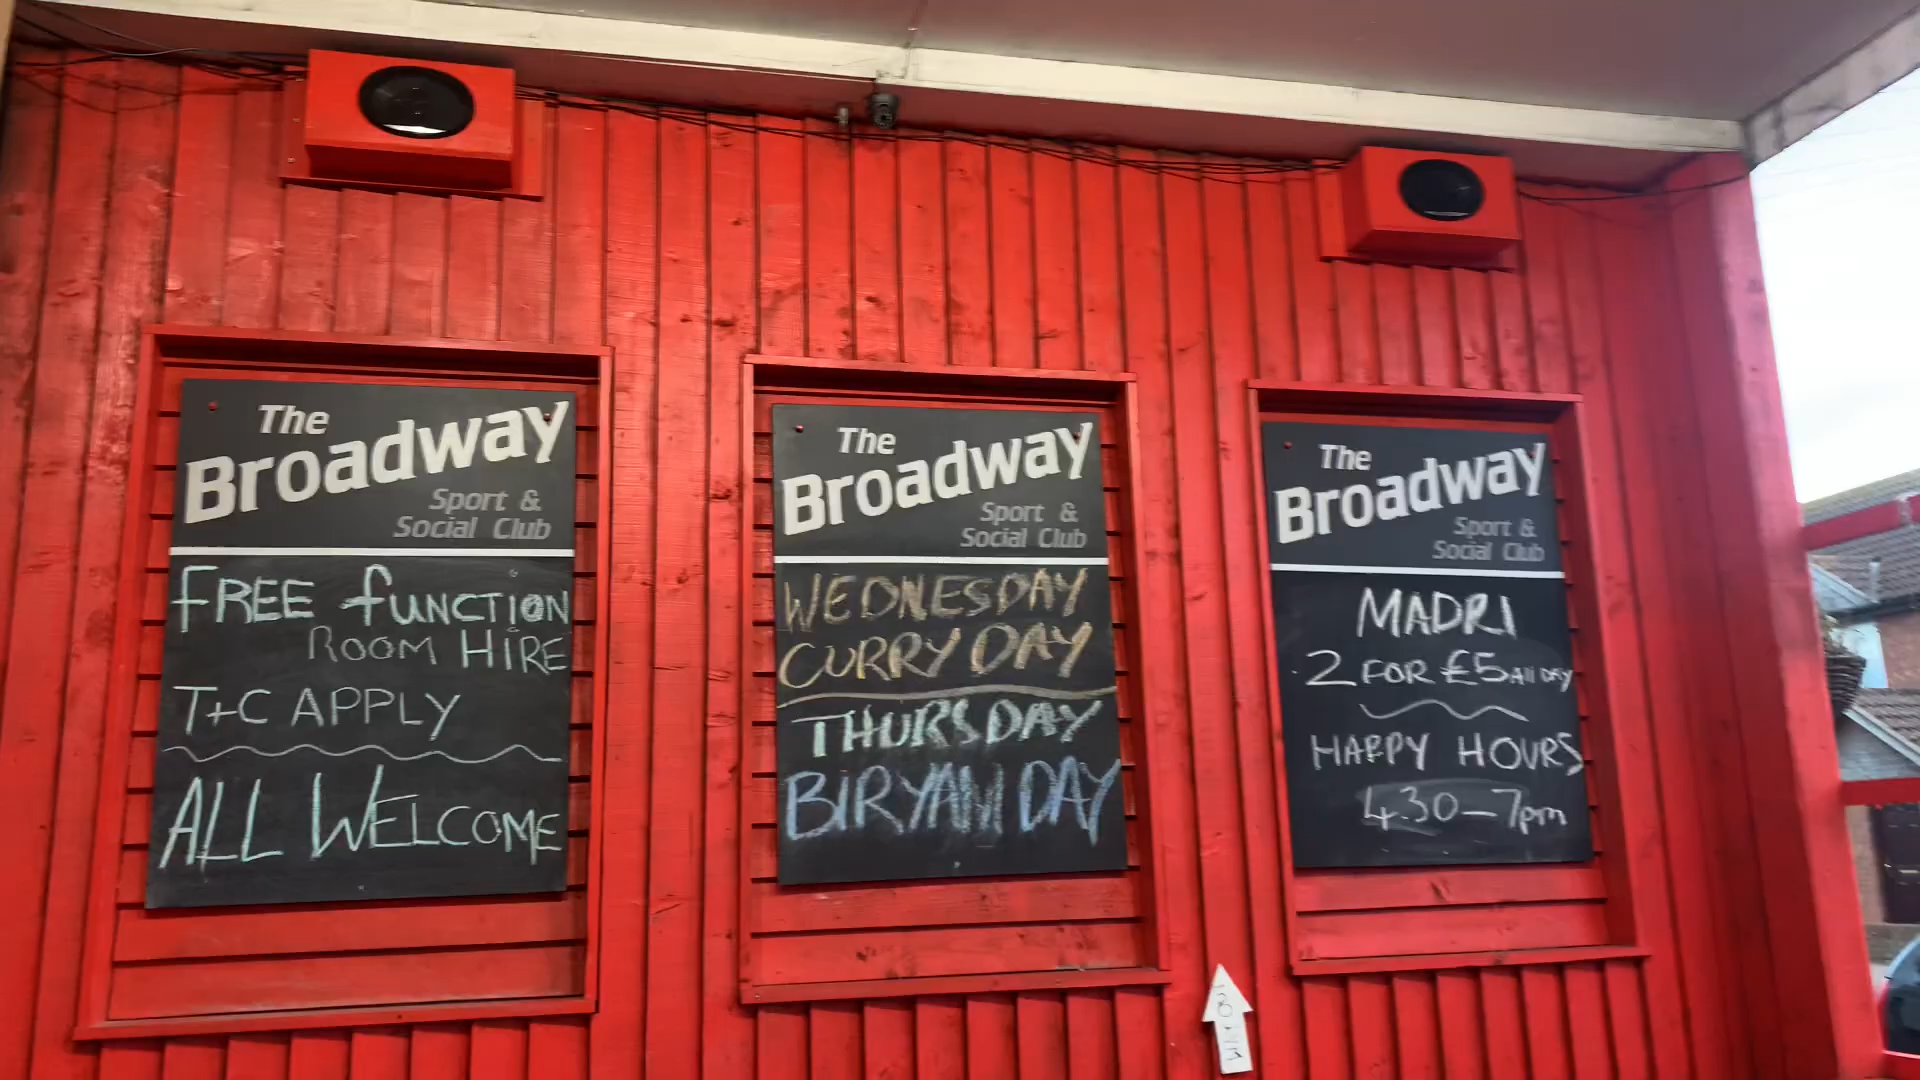 The
Broadway
Sport &
Social Club
FREE fUNCTION
ROOM HIRE
T+C APPLY
ALL WELCOME
The
Broadway
Sport &
Social Club
WEDNESDAY
CURRY DAY
THURSDAY
BIRYANI DAY
The
Broadway
Sport &
Social Club
MADRI
2 FOR £5 All DAY
HAPPY HOURS
4.30-7pm